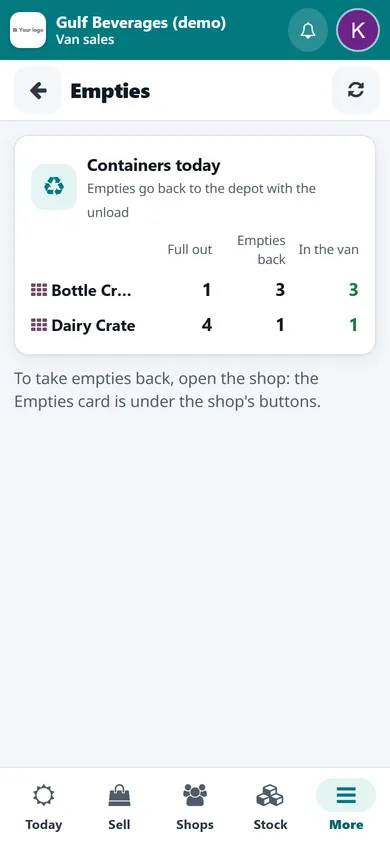 Your logo
Gulf Beverages (demo)
Van sales
K
Empties
Containers today
Empties go back to the depot with the
unload
Full out
Empties
back
In the van
Bottle Cr... 1 3 3
Dairy Crate 4 1 1
To take empties back, open the shop: the
Empties card is under the shop's buttons.
Today Sell Shops Stock More